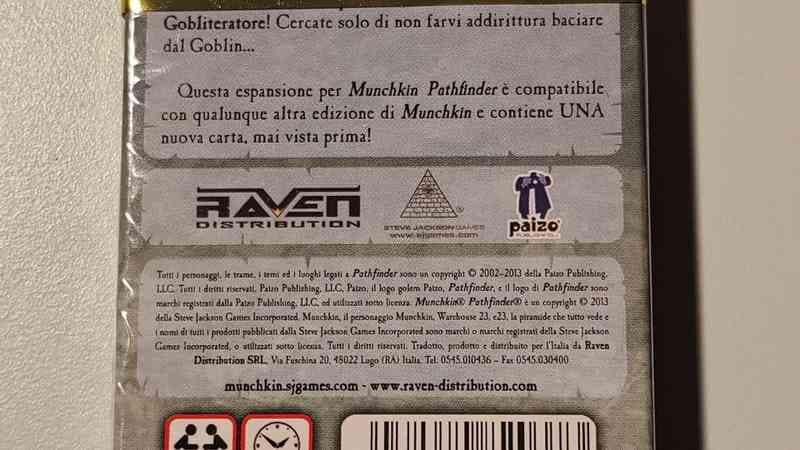 Gobliteratore! Cercate solo di non farvi addirittura baciare
dal Goblin...
Questa espansione per Munchkin Pathfinder è compatibile
con qualunque altra edizione di Munchkin e contiene UNA
nuova carta, mai vista prima!
RAVEN
DISTRIBUTION
STEVE JACKSON GAMES
www.sjgames.com
paizo®
PUBLISHING
Tutti i personaggi, le trame, i temi ed i luoghi legati a Pathfinder sono un copyright © 2002-2013 della Paizo Publishing,
LLC. Tutti i diritti riservati. Paizo Publishing, LLC, Paizo, il logo golem Paizo, Pathfinder, e il logo di Pathfinder sono
marchi registrati dalla Paizo Publishing, LLC, ed utilizzati sotto licenza. Munchkin® Pathfinder® è un copyright © 2013
della Steve Jackson Games Incorporated. Munchkin, il personaggio Munchkin, Warehouse 23, e23, la piramide che tutto vede e
i nomi di tutti i prodotti pubblicati dalla Steve Jackson Games Incorporated sono marchi o marchi registrati della Steve Jackson
Games Incorporated, o utilizzati sotto licenza. Tutti i diritti riservati. Tradotto, prodotto e distribuito per l'Italia da Raven
Distribution SRL, Via Fuschina 20, 48022 Lugo (RA) Italia. Tel. 0545.010436 – Fax 0545.030400
munchkin.sjgames.com - www.raven-distribution.com